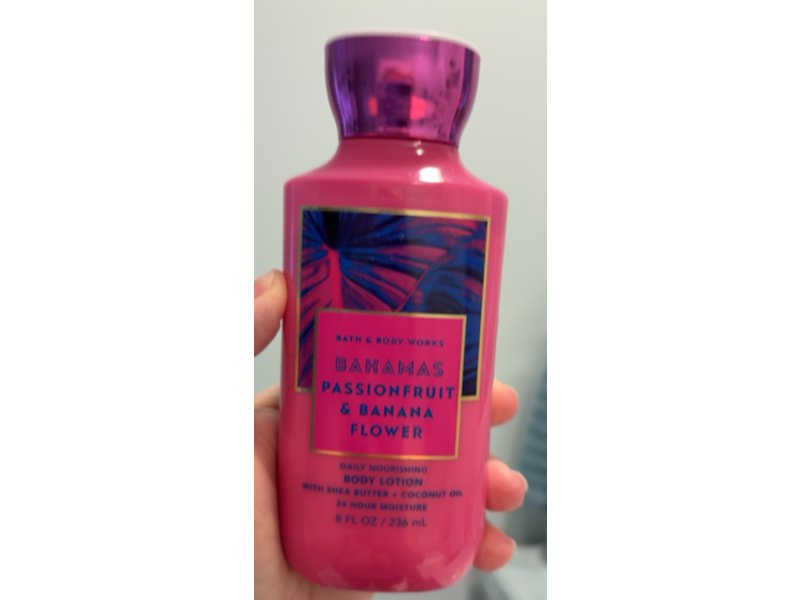 BATH & BODY WORKS
BAHAMAS
PASSIONFRUIT
& BANANA
FLOWER
DAILY NOURISHING
BODY LOTION
WITH SHEA BUTTER + COCONUT OIL
24 HOUR MOISTURE
8 FL OZ / 236 mL